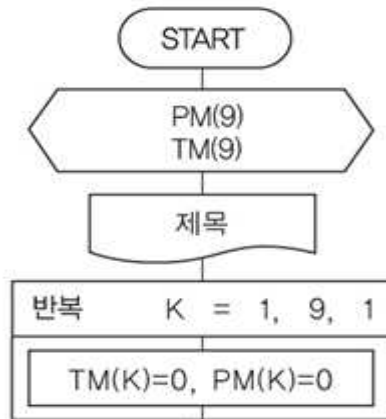 START
PM(9)
TM(9)
제목
반복 K = 1, 9, 1
TM(K)=0, PM(K)=0